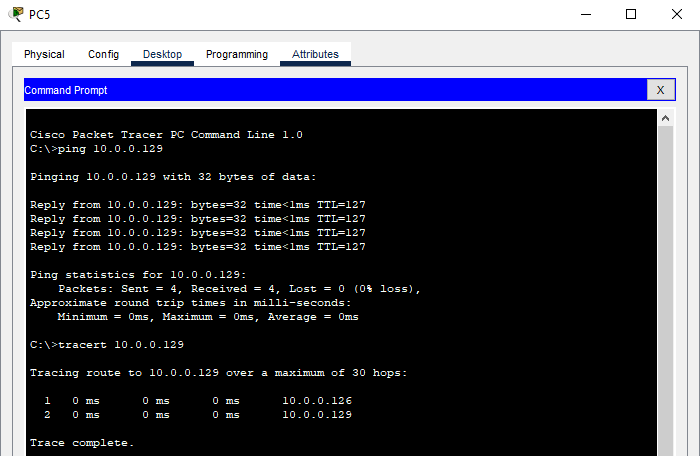 PC5
Physical Config Desktop Programming Attributes
Command Prompt X
Cisco Packet Tracer PC Command Line 1.0
C:\>ping 10.0.0.129
Pinging 10.0.0.129 with 32 bytes of data:
Reply from 10.0.0.129: bytes=32 time<1ms TTL=127
Reply from 10.0.0.129: bytes=32 time<1ms TTL=127
Reply from 10.0.0.129: bytes=32 time<1ms TTL=127
Reply from 10.0.0.129: bytes=32 time<1ms TTL=127
Ping statistics for 10.0.0.129:
Packets: Sent = 4, Received = 4, Lost = 0 (0% loss),
Approximate round trip times in milli-seconds:
Minimum = 0ms, Maximum = 0ms, Average = 0ms
C:\>tracert 10.0.0.129
Tracing route to 10.0.0.129 over a maximum of 30 hops:
1 0 ms 0 ms 0 ms 10.0.0.126
2 0 ms 0 ms 0 ms 10.0.0.129
Trace complete.